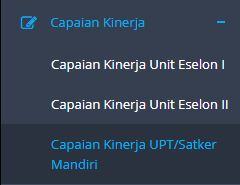 Capaian Kinerja
Capaian Kinerja Unit Eselon I
Capaian Kinerja Unit Eselon II
Capaian Kinerja UPT/Satker
Mandiri